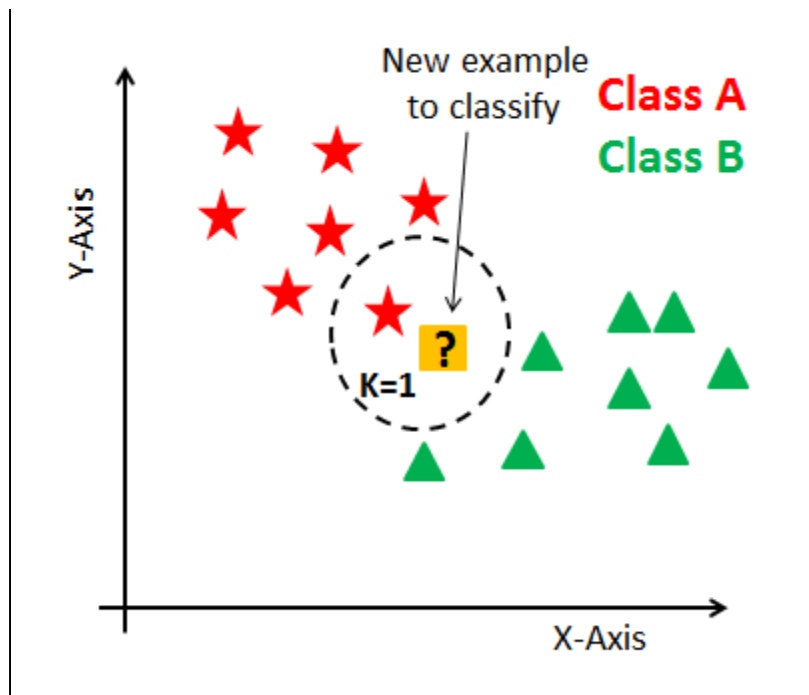 New example
to classify
Class A
Class B
Y-Axis
?
K=1
X-Axis